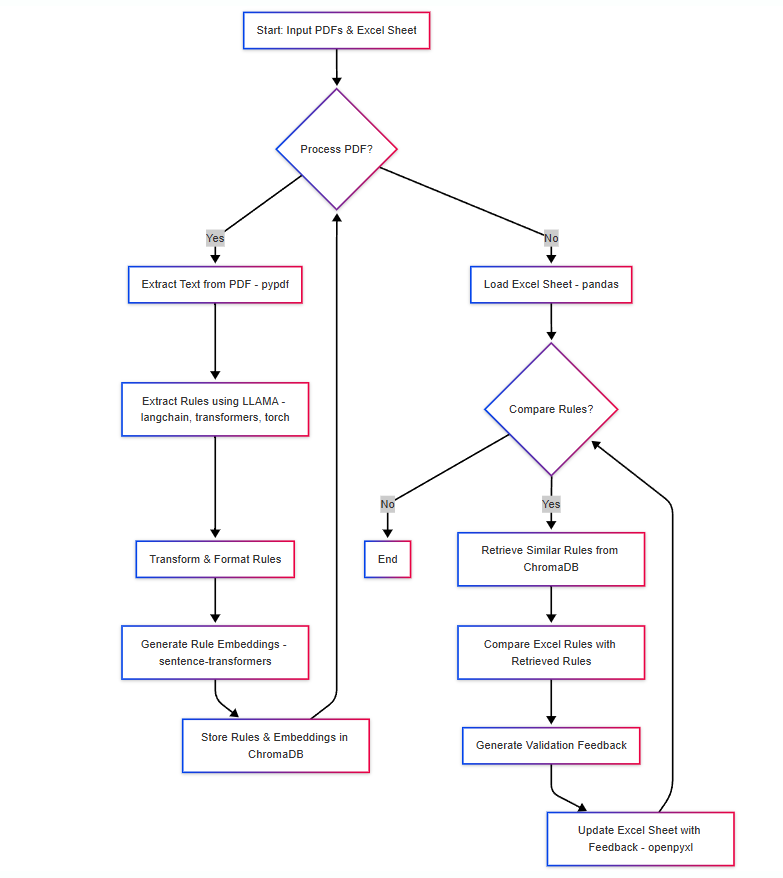 Start: Input PDFs & Excel Sheet
Process PDF?
Yes
No
Extract Text from PDF - pypdf
Load Excel Sheet - pandas
Extract Rules using LLAMA -
langchain, transformers, torch
Compare Rules?
No
Yes
Transform & Format Rules
End
Retrieve Similar Rules from
ChromaDB
Generate Rule Embeddings -
sentence-transformers
Compare Excel Rules with
Retrieved Rules
Store Rules & Embeddings in
ChromaDB
Generate Validation Feedback
Update Excel Sheet with
Feedback - openpyxl